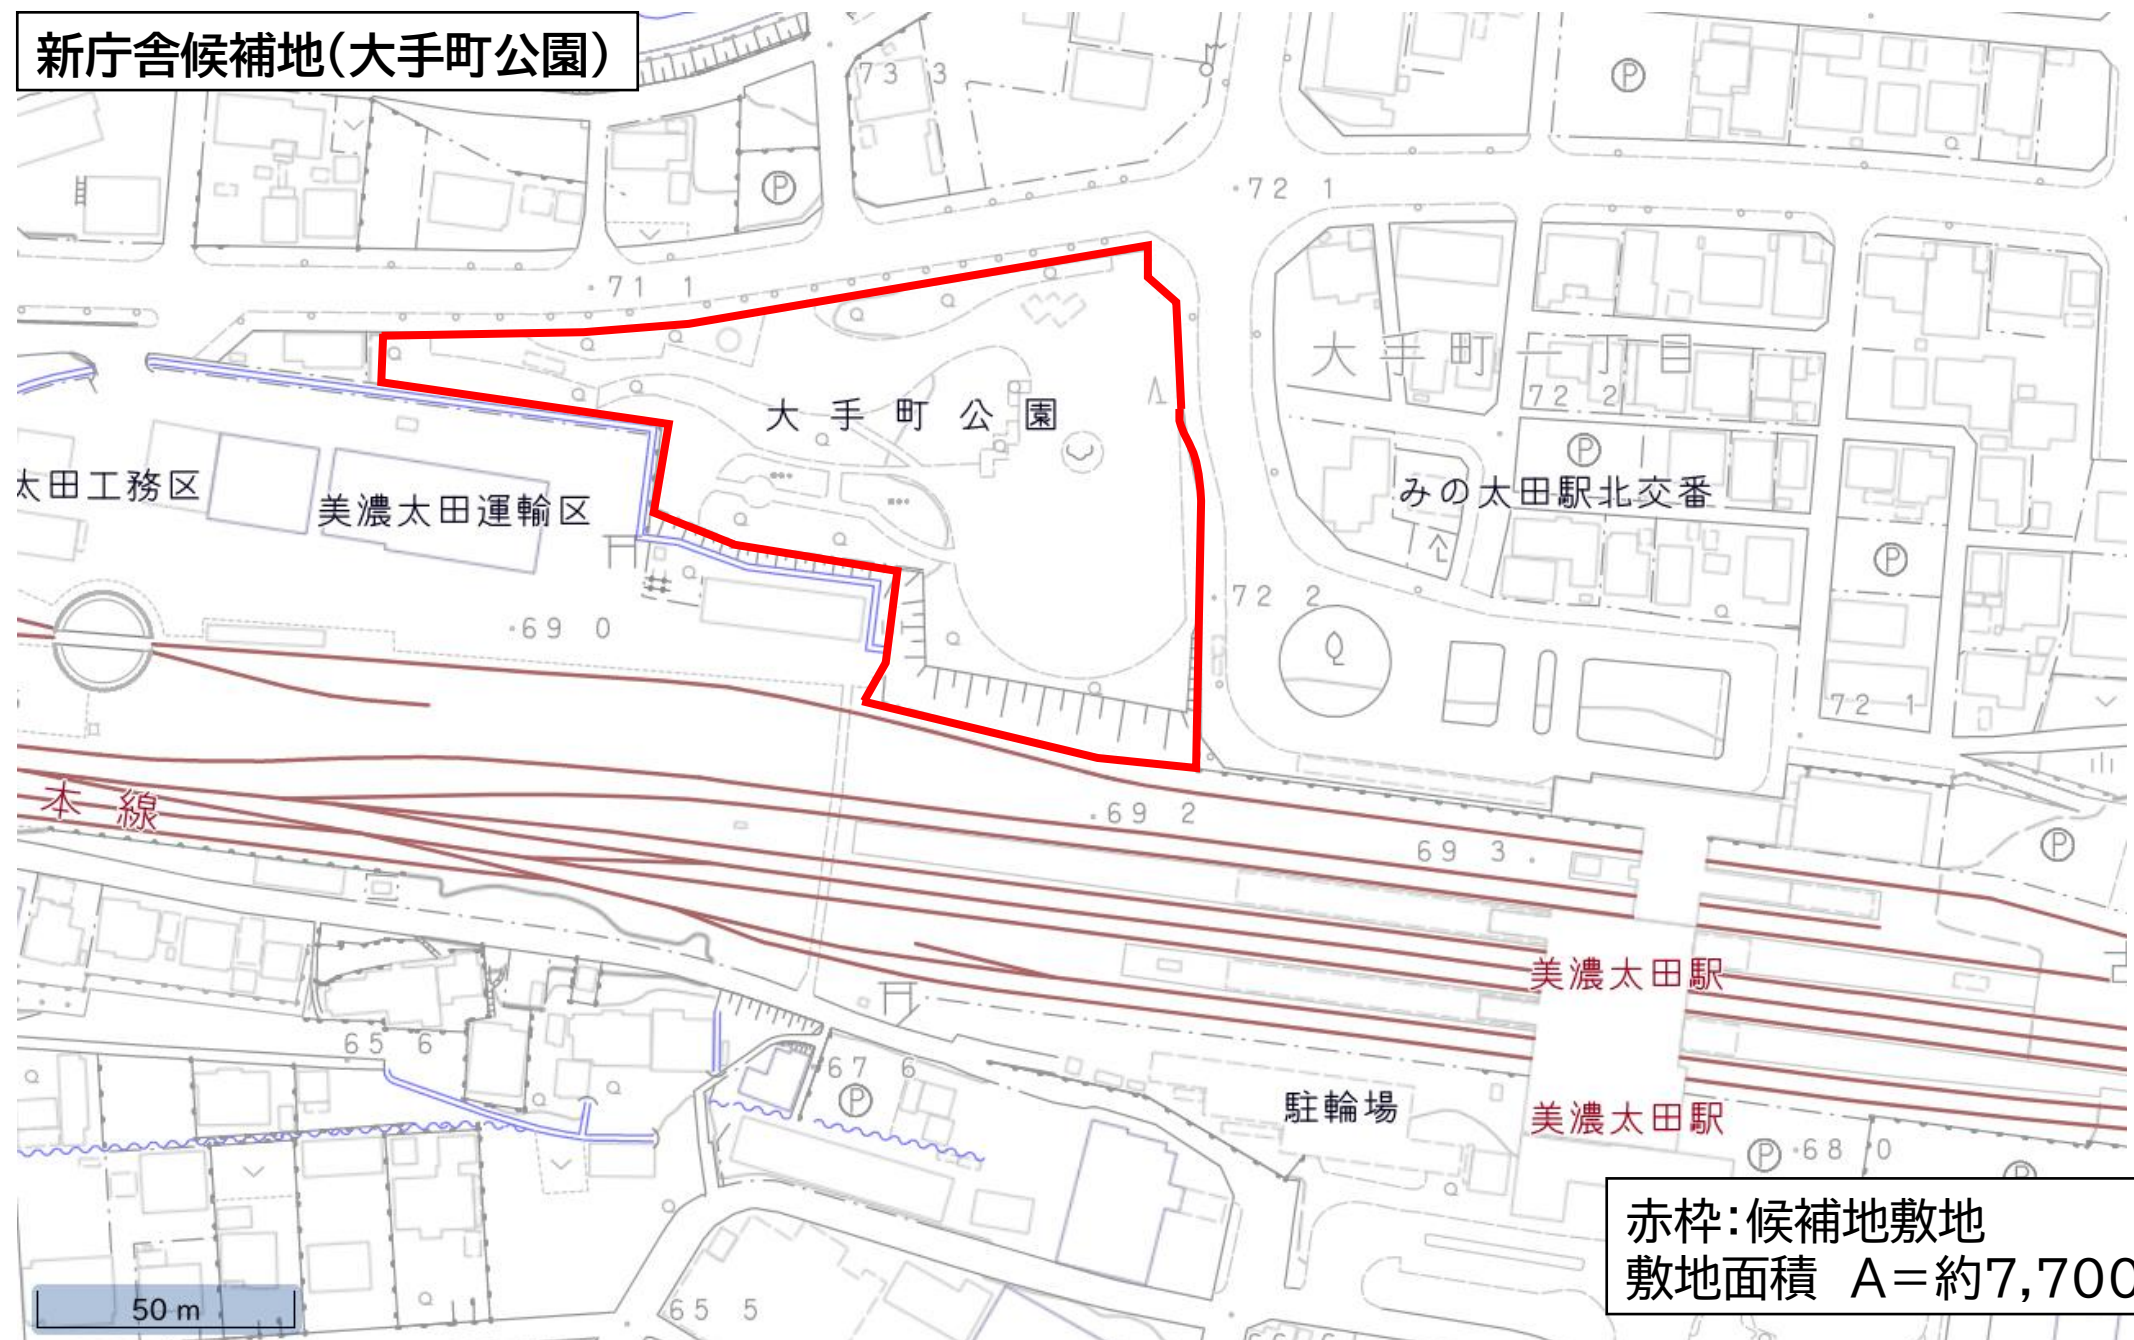 新庁舎候補地(大手町公園)
73 3
Ⓟ
Ⓟ
72 1
71 1
大手町一丁目
72 2
大手町公園
Ⓟ
太田工務区
美濃太田運輸区
みの太田駅北交番
Ⓟ
72 2
69 0
72 1
本線
69 2
69 3
Ⓟ
美濃太田駅
65 6
67 6
Ⓟ
駐輪場
美濃太田駅
Ⓟ
68 0
Ⓟ
赤枠:候補地敷地
敷地面積 A=約7,700
50 m
65 5